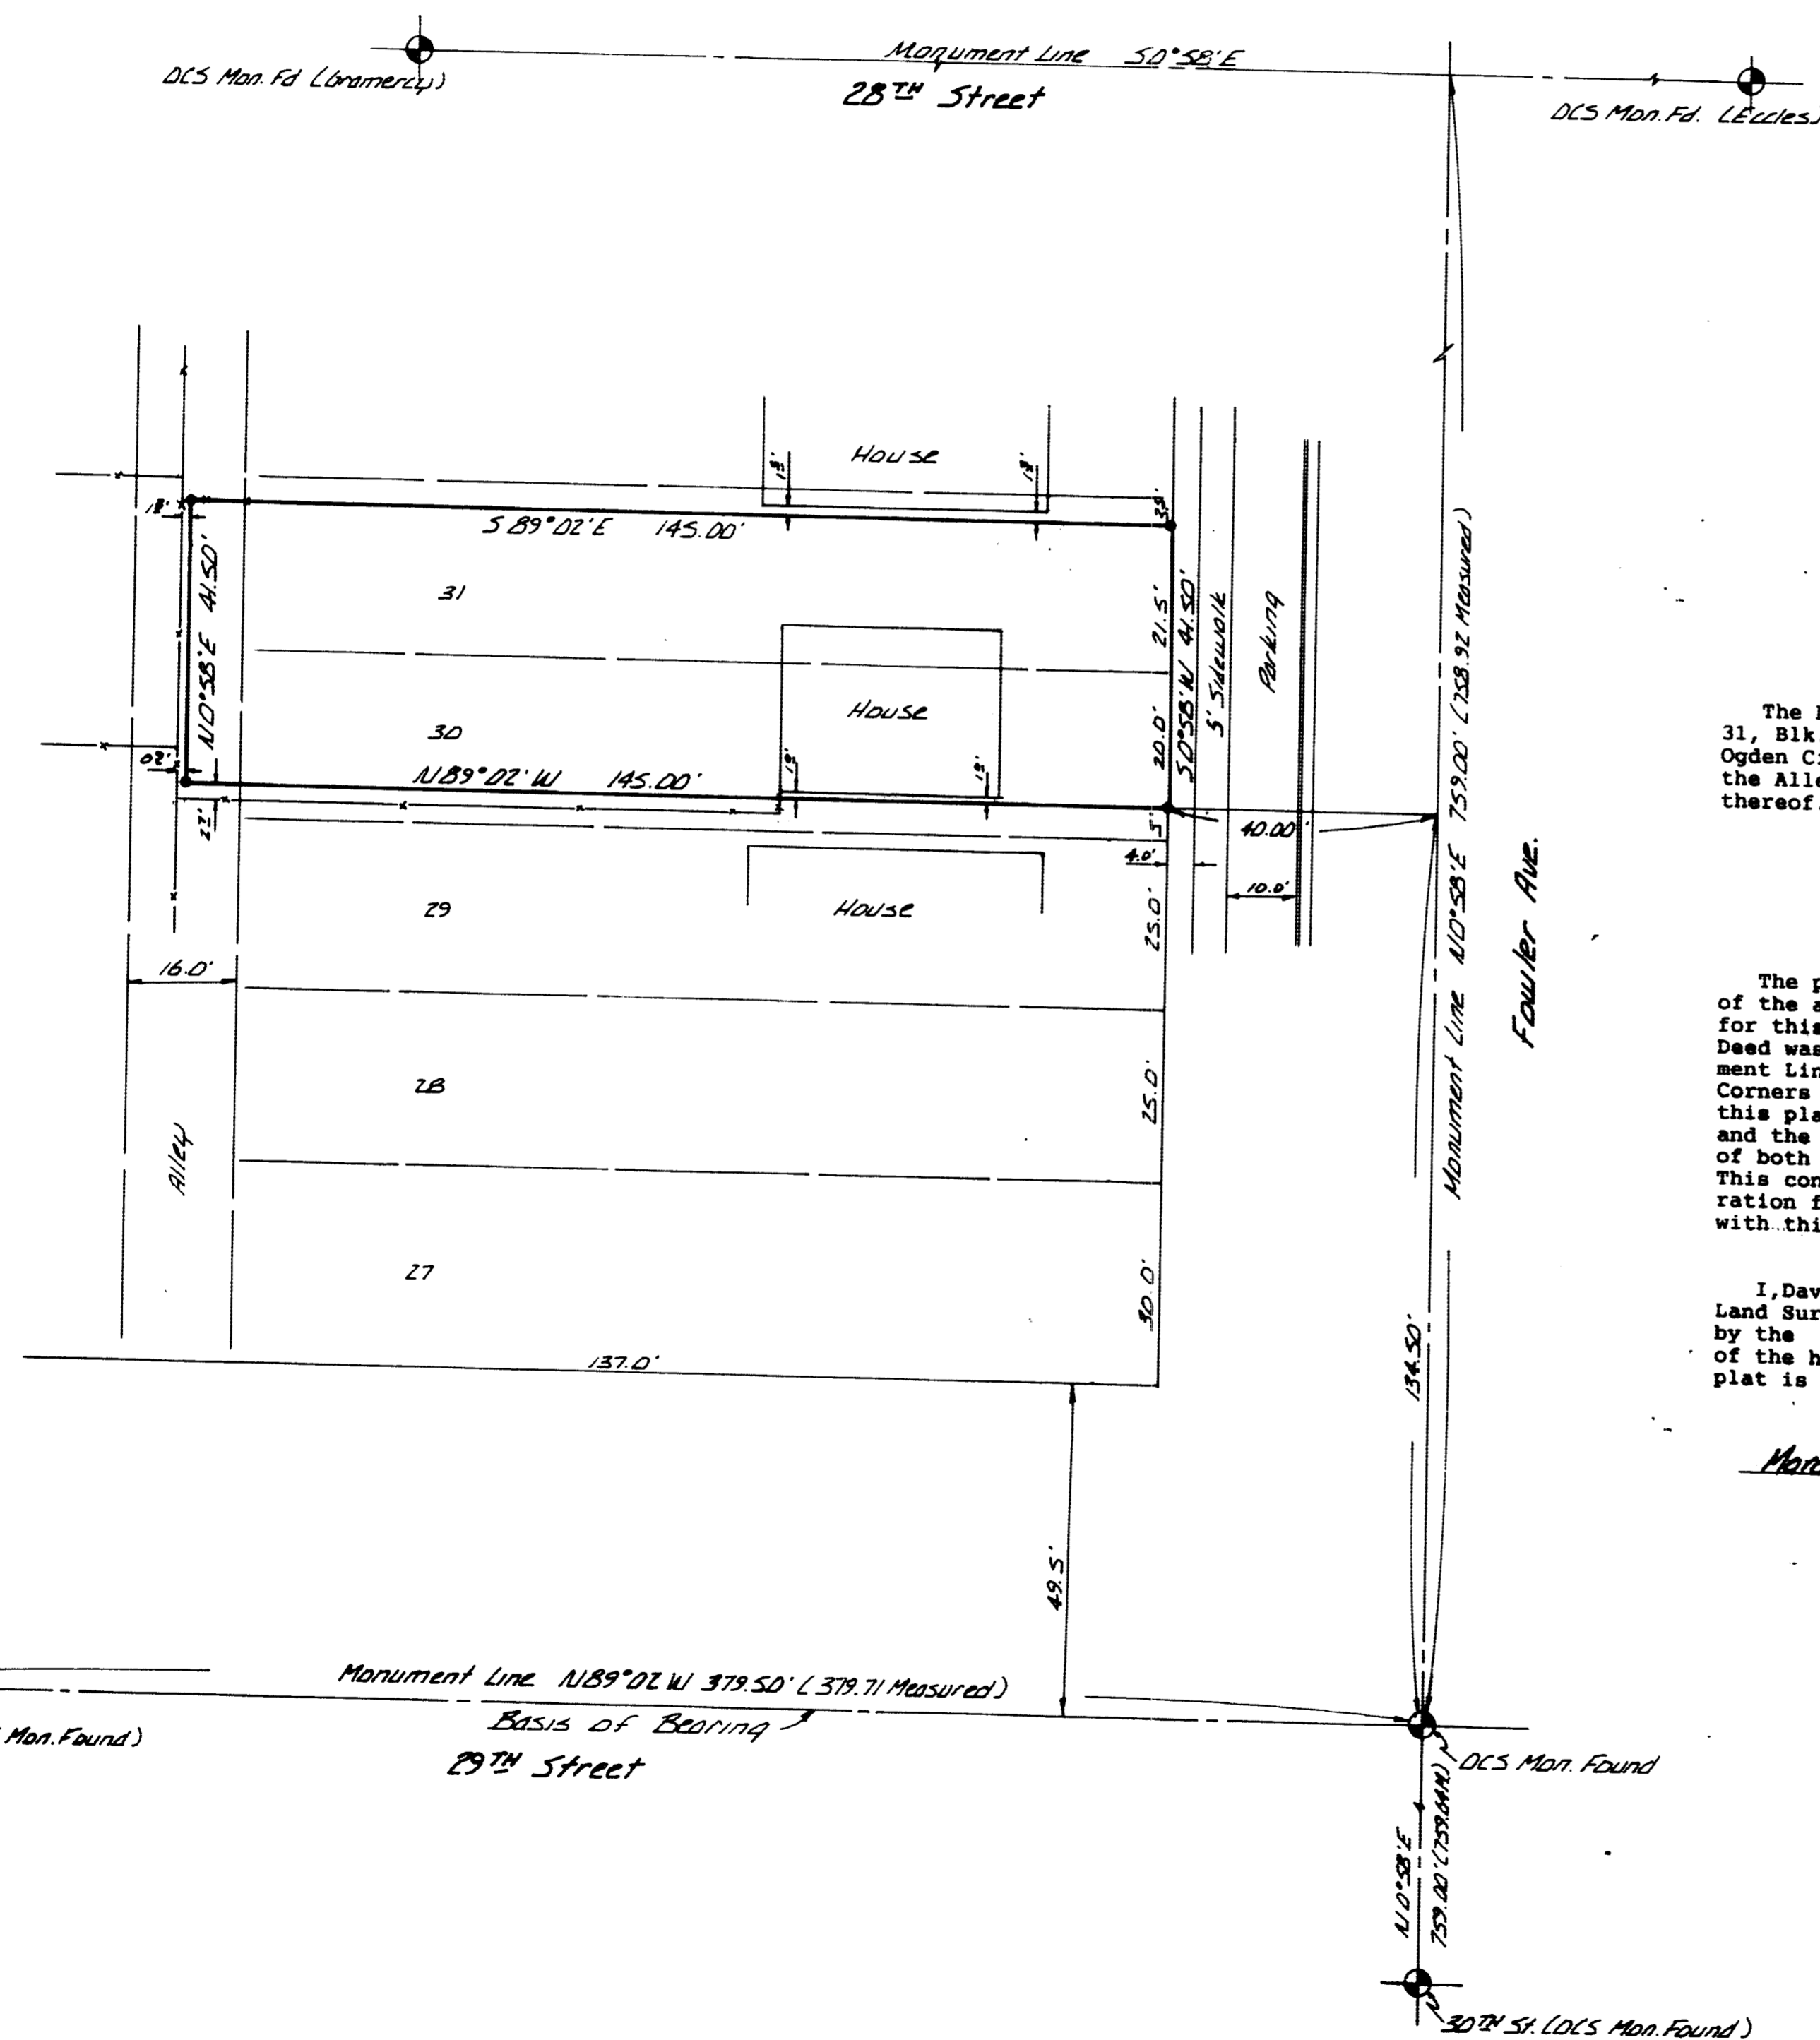 Monument Line S0°58'E
DCS Mon. Fd (Gramercy)
28TH Street
DCS Mon. Fd. (Eccles)
House
S 89°02'E 145.00'
N0°58'E 41.50'
31
21.5'
S0°58'W 41.50'
5' Sidewalk
Parking
Monument Line N0°58'E 759.00' (758.92 Measured)
House
30
20.0'
N89°02'W 145.00'
40.00'
5'
4.0'
10.0'
Fowler Ave.
29
House
25.0'
16.0'
28
25.0'
Alley
27
30.0'
137.0'
134.50'
49.5'
Monument Line N89°02'W 379.50' (379.71 Measured)
Basis of Bearing
29TH Street
Mon. Found)
DCS Mon. Found
N0°58'E
759.00' (759.64M)
30TH St. (DCS Mon. Found)
The
31, Blk
Ogden
the
thereof.
The
of the
for this
Deed was
ment
Corners
this
and the
of both
This
ration
with
I,
Land
by the
of the
plat is